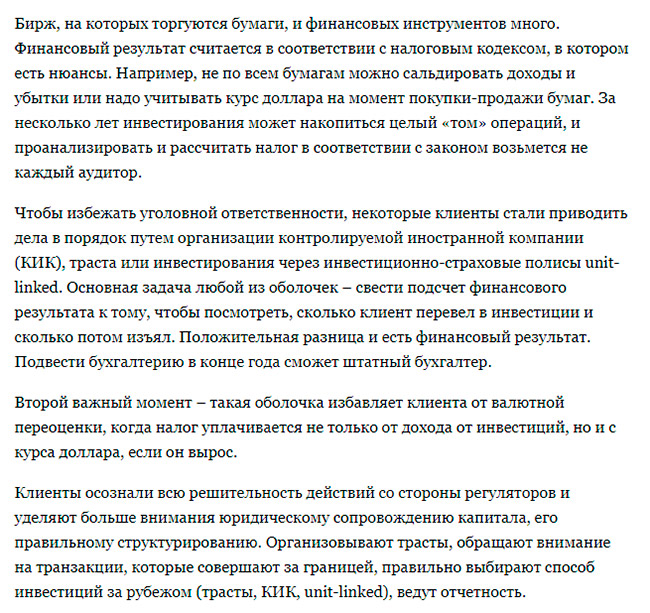 Бирж, на которых торгуются бумаги, и финансовых инструментов много.
Финансовый результат считается в соответствии с налоговым кодексом, в котором
есть нюансы. Например, не по всем бумагам можно сальдировать доходы и
убытки или надо учитывать курс доллара на момент покупки-продажи бумаг. За
несколько лет инвестирования может накопиться целый «том» операций, и
проанализировать и рассчитать налог в соответствии с законом возьмется не
каждый аудитор.
Чтобы избежать уголовной ответственности, некоторые клиенты стали приводить
дела в порядок путем организации контролируемой иностранной компании
(КИК), траста или инвестирования через инвестиционно-страховые полисы unit-
linked. Основная задача любой из оболочек – свести подсчет финансового
результата к тому, чтобы посмотреть, сколько клиент перевел в инвестиции и
сколько потом изъял. Положительная разница и есть финансовый результат.
Подвести бухгалтерию в конце года сможет штатный бухгалтер.
Второй важный момент – такая оболочка избавляет клиента от валютной
переоценки, когда налог уплачивается не только от дохода от инвестиций, но и с
курса доллара, если он вырос.
Клиенты осознали всю решительность действий со стороны регуляторов и
уделяют больше внимания юридическому сопровождению капитала, его
правильному структурированию. Организовывают трасты, обращают внимание
на транзакции, которые совершают за границей, правильно выбирают способ
инвестиций за рубежом (трасты, КИК, unit-linked), ведут отчетность.